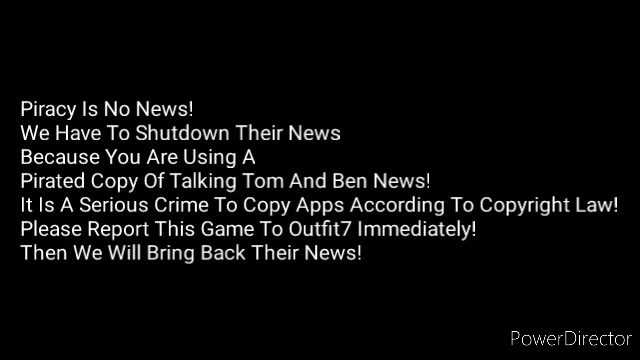 Piracy Is No News!
We Have To Shutdown Their News
Because You Are Using A
Pirated Copy Of Talking Tom And Ben News!
It Is A Serious Crime To Copy Apps According To Copyright Law!
Please Report This Game To Outfit7 Immediately!
Then We Will Bring Back Their News!
PowerDirector